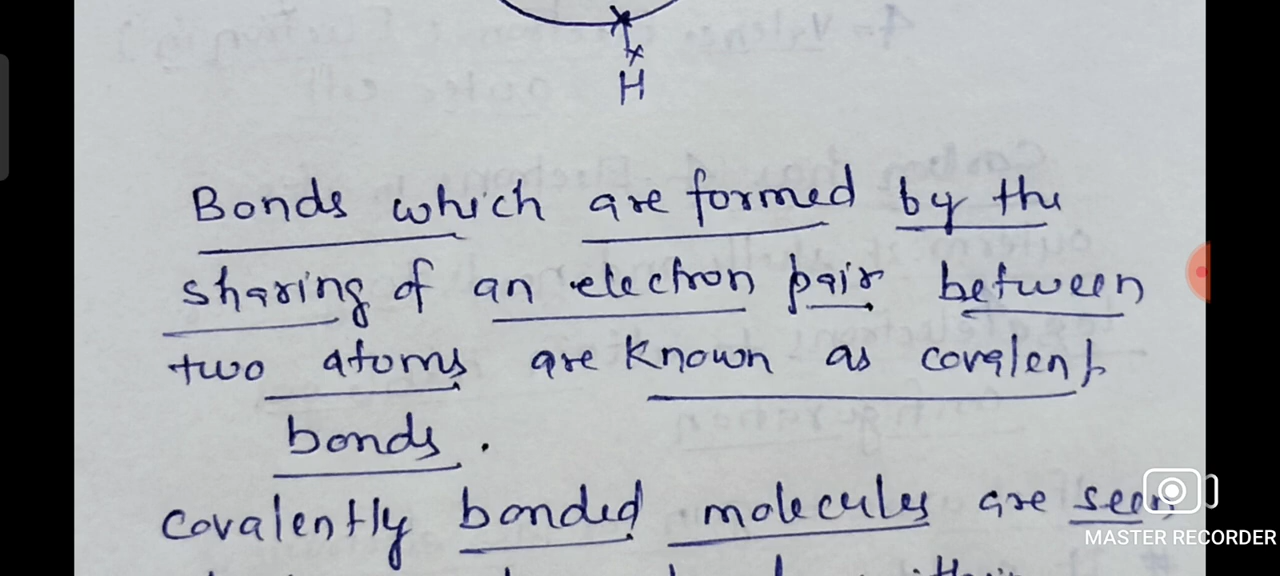 H
Bonds which are formed by the
sharing of an electron pair between
two atoms are known as covalent
bonds.
covalently bonded molecules are seen
MASTER RECORDER